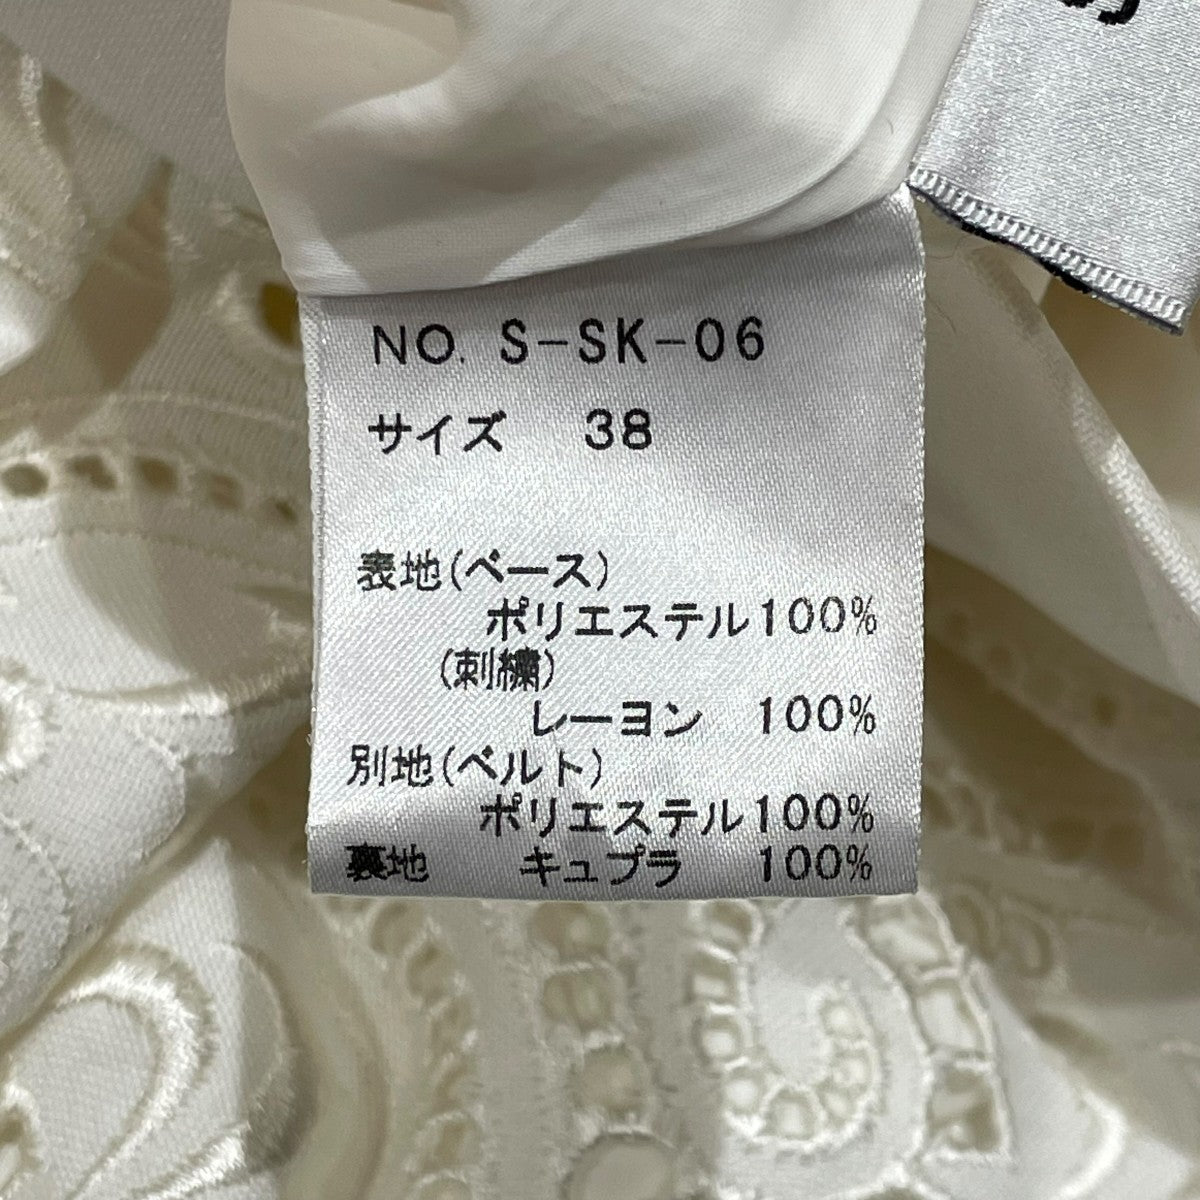 NO. S-SK-06
サイズ 38
表地(ベース)
ポリエステル100%
(刺繍)
レーヨン 100%
別地(ベルト)
ポリエステル100%
裏地 キュプラ 100%